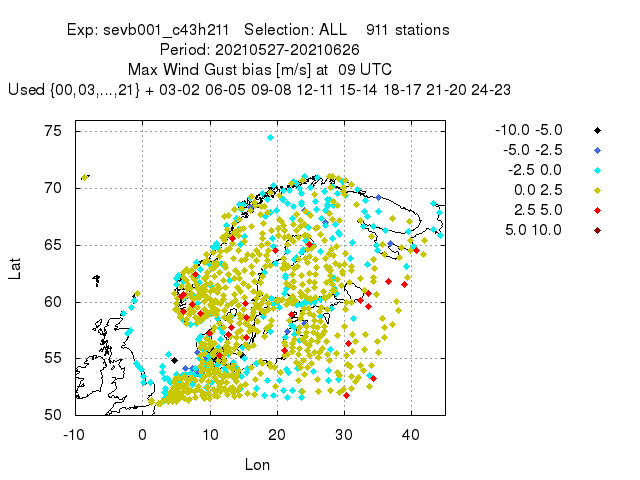 Exp: sevb001_c43h211   Selection: ALL    911 stations
Period: 20210527-20210626
Max Wind Gust bias [m/s] at  09 UTC
Used {00,03,...,21} + 03-02 06-05 09-08 12-11 15-14 18-17 21-20 24-23
-10.0 -5.0
-5.0 -2.5
-2.5 0.0
0.0 2.5
2.5 5.0
5.0 10.0
75
70
65
60
55
50
Lat
-10 0 10 20 30 40
Lon